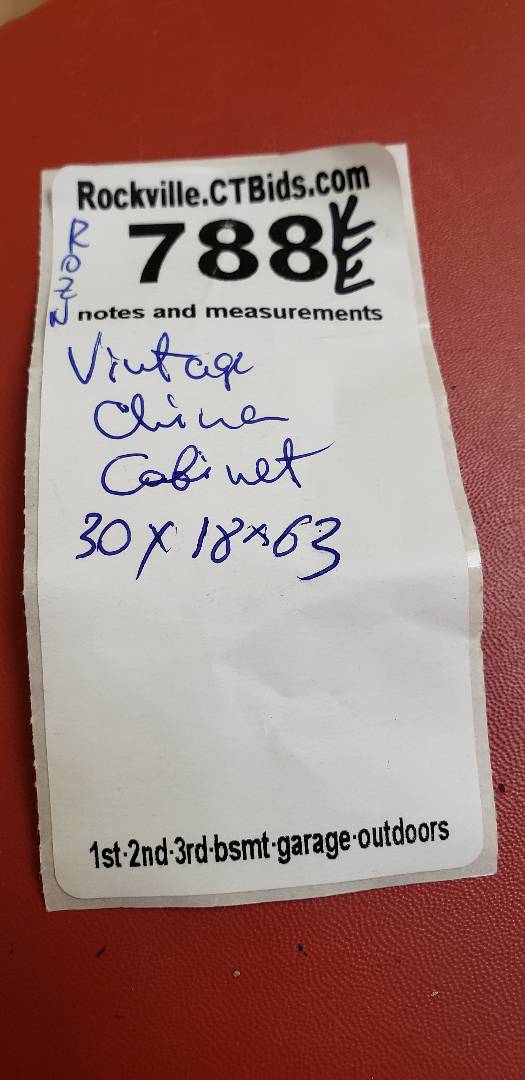 Rockville.CTBids.com
788
notes and measurements
Vintage
China
Cabinet
30 x 18 x 63
1st·2nd·3rd·bsmt·garage·outdoors